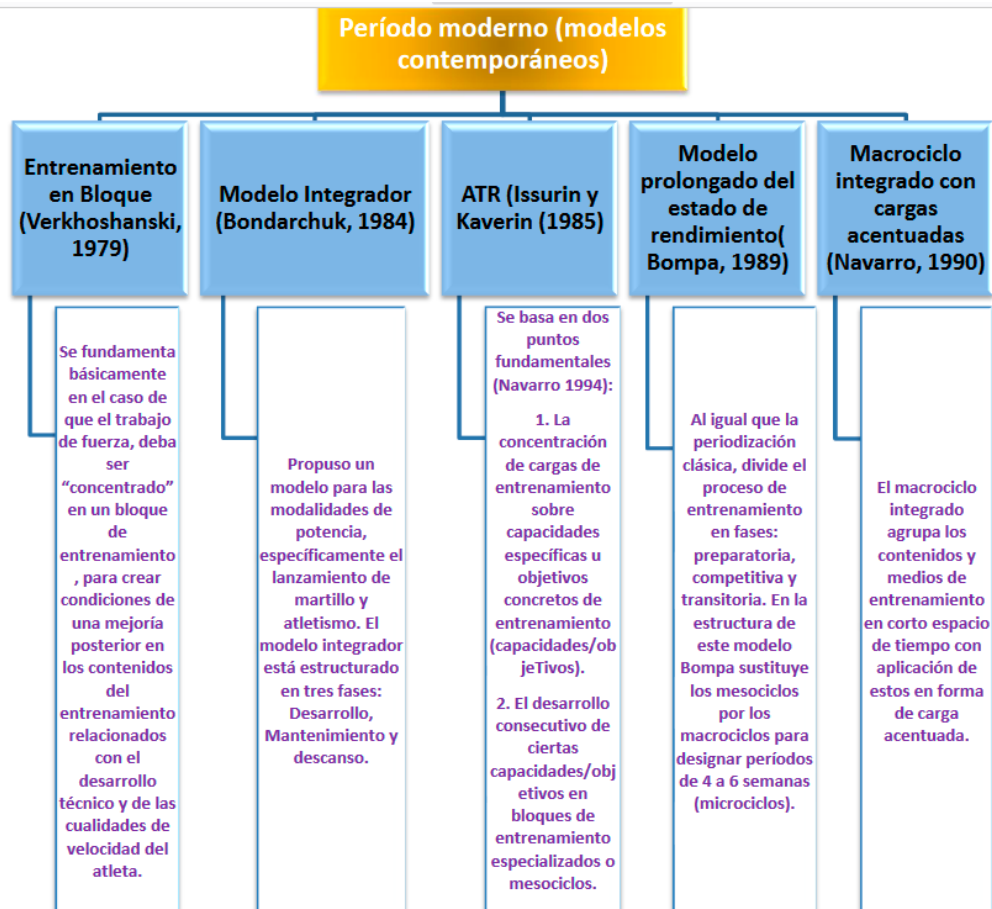 Período moderno (modelos
contemporáneos)
Entrenamiento
en Bloque
(Verkhoshanski,
1979)
Se fundamenta
básicamente
en el caso de
que el trabajo
de fuerza, deba
ser
“concentrado”
en un bloque
de
entrenamiento
, para crear
condiciones de
una mejoría
posterior en
los contenidos
del
entrenamiento
relacionados
con el
desarrollo
técnico y de las
cualidades de
velocidad del
atleta.
Modelo Integrador
(Bondarchuk, 1984)
Propuso un
modelo para las
modalidades de
potencia,
específicamente el
lanzamiento de
martillo y
atletismo. El
modelo integrador
está estructurado
en tres fases:
Desarrollo,
Mantenimiento y
descanso.
ATR (Issurin y
Kaverin (1985)
Se basa en dos
puntos
fundamentales
(Navarro 1994):
1. La
concentración
de cargas de
entrenamiento
sobre
capacidades
específicas u
objetivos
concretos de
entrenamiento
(capacidades/ob
jeTivos).
2. El desarrollo
consecutivo de
ciertas
capacidades/obj
etivos en
bloques de
entrenamiento
especializados o
mesociclos.
Modelo
prolongado del
estado de
rendimiento(
Bompa, 1989)
Al igual que la
periodización
clásica, divide el
proceso de
entrenamiento
en fases:
preparatoria,
competitiva y
transitoria. En la
estructura de
este modelo
Bompa sustituye
los mesociclos
por los
macrociclos para
designar períodos
de 4 a 6 semanas
(microciclos).
Macrociclo
integrado con
cargas
acentuadas
(Navarro, 1990)
El macrociclo
integrado
agrupa los
contenidos y
medios de
entrenamiento
en corto espacio
de tiempo con
aplicación de
estos en forma
de carga
acentuada.